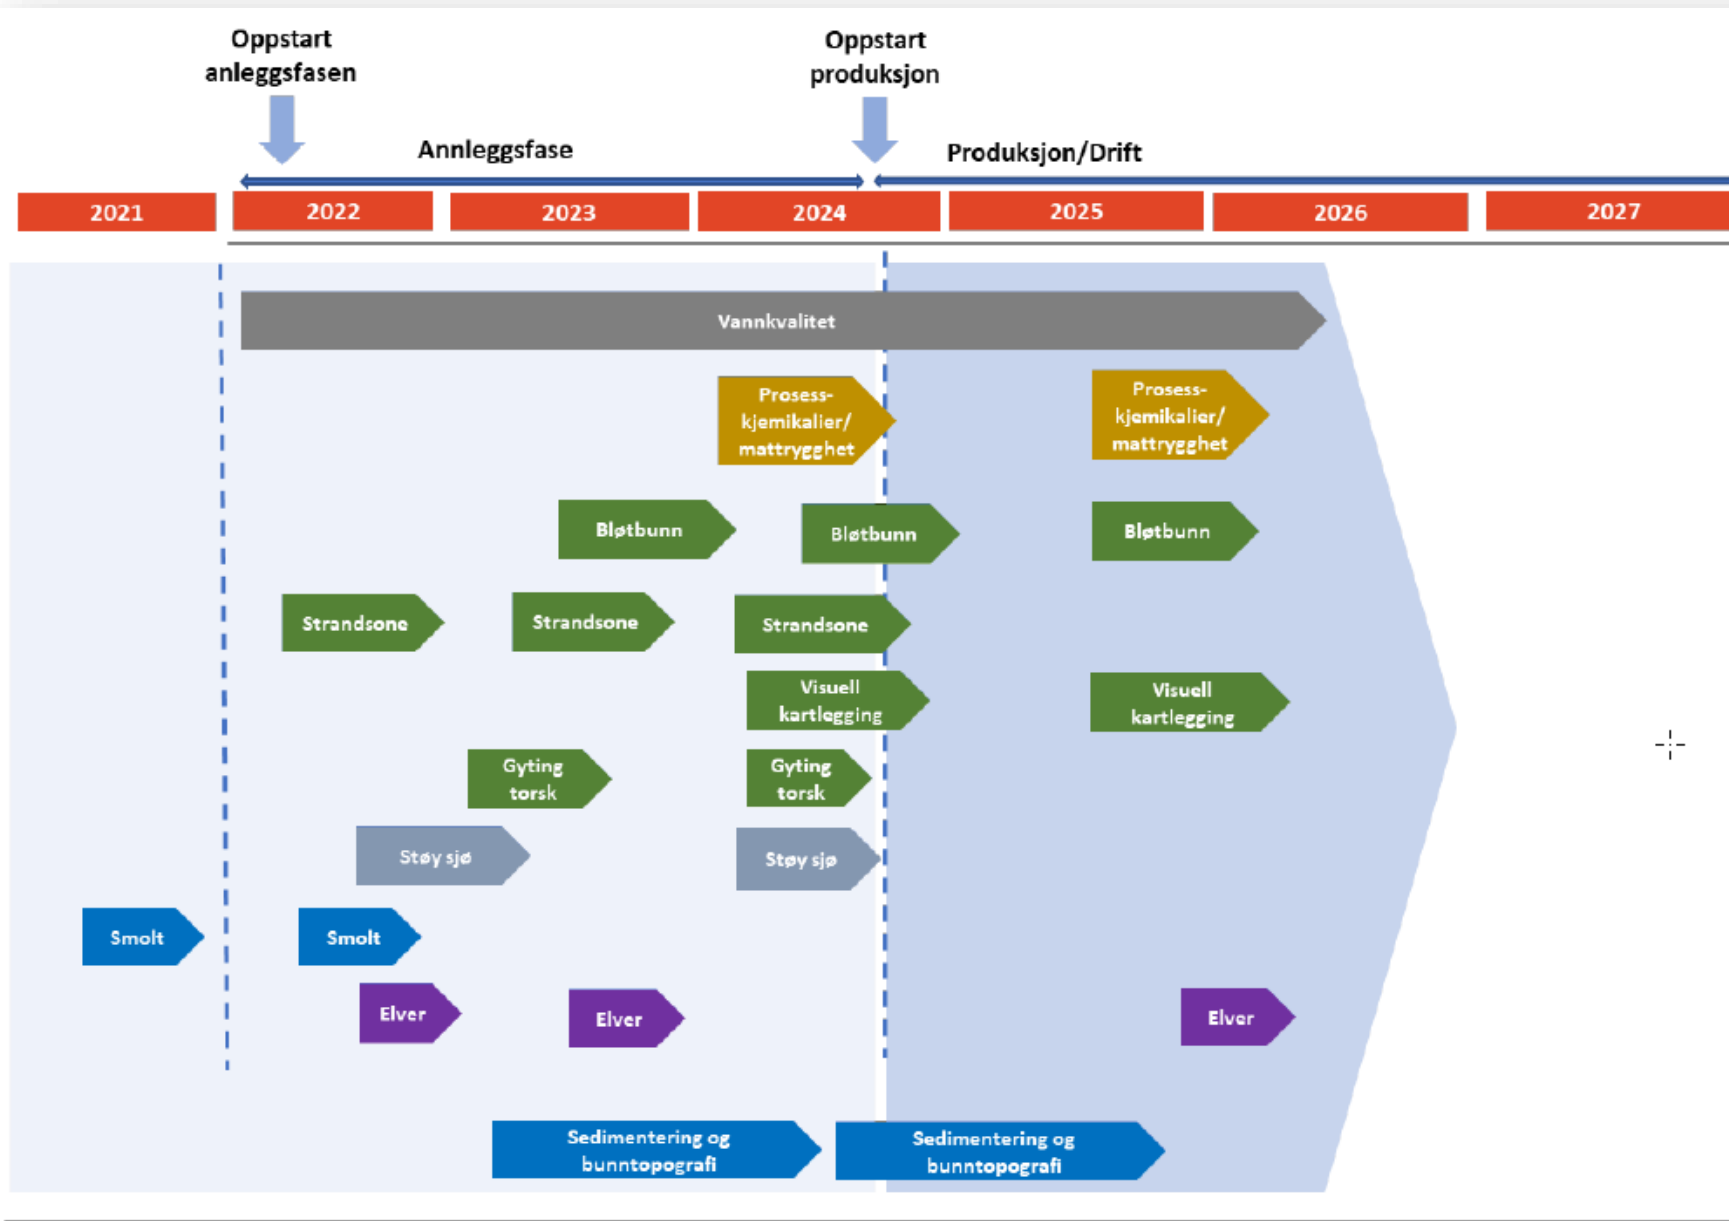 Oppstart
anleggsfasen
Oppstart
produksjon
Annleggsfase
Produksjon/Drift
2021
2022
2023
2024
2025
2026
2027
Vannkvalitet
Prosess-
kjemikalier/
mattrygghet
Prosess-
kjemikalier/
mattrygghet
Bløtbunn
Bløtbunn
Bløtbunn
Strandsone
Strandsone
Strandsone
Visuell
kartlegging
Visuell
kartlegging
Gyting
torsk
Gyting
torsk
Støy sjø
Støy sjø
Smolt
Smolt
Elver
Elver
Elver
Sedimentering og
bunntopografi
Sedimentering og
bunntopografi